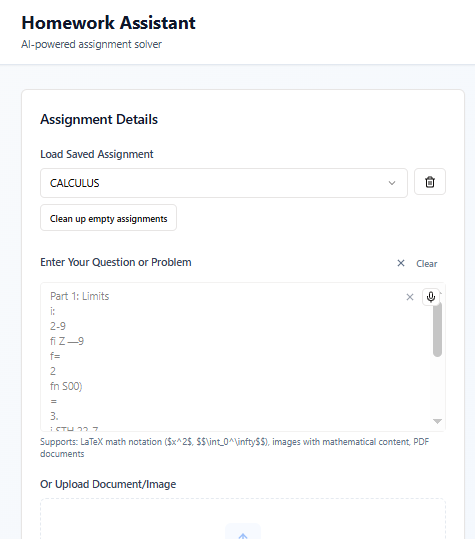 Homework Assistant
AI-powered assignment solver
Assignment Details
Load Saved Assignment
CALCULUS
Clean up empty assignments
Enter Your Question or Problem
Clear
Part 1: Limits
i:
2-9
fi Z —9
f=
2
fn S00)
=
3.
Supports: LaTeX math notation ($x^2$, $$\int_0^\infty$$), images with mathematical content, PDF
documents
Or Upload Document/Image